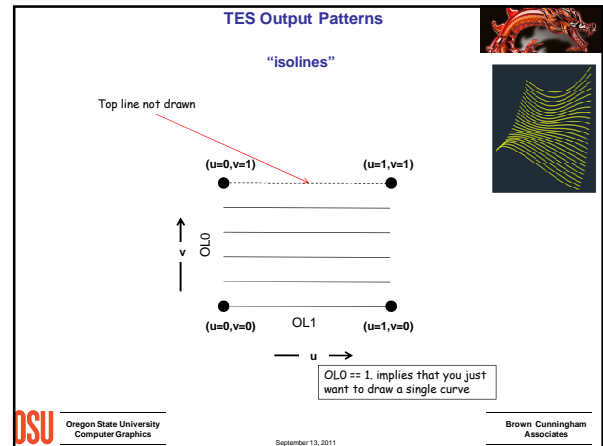 TES Output Patterns
“isolines”
Top line not drawn
(u=0,v=1)
(u=1,v=1)
v
OL0
(u=0,v=0)
OL1
(u=1,v=0)
u
OL0 == 1, implies that you just
want to draw a single curve
OSU
Oregon State University
Computer Graphics
September 13, 2011
Brown Cunningham
Associates